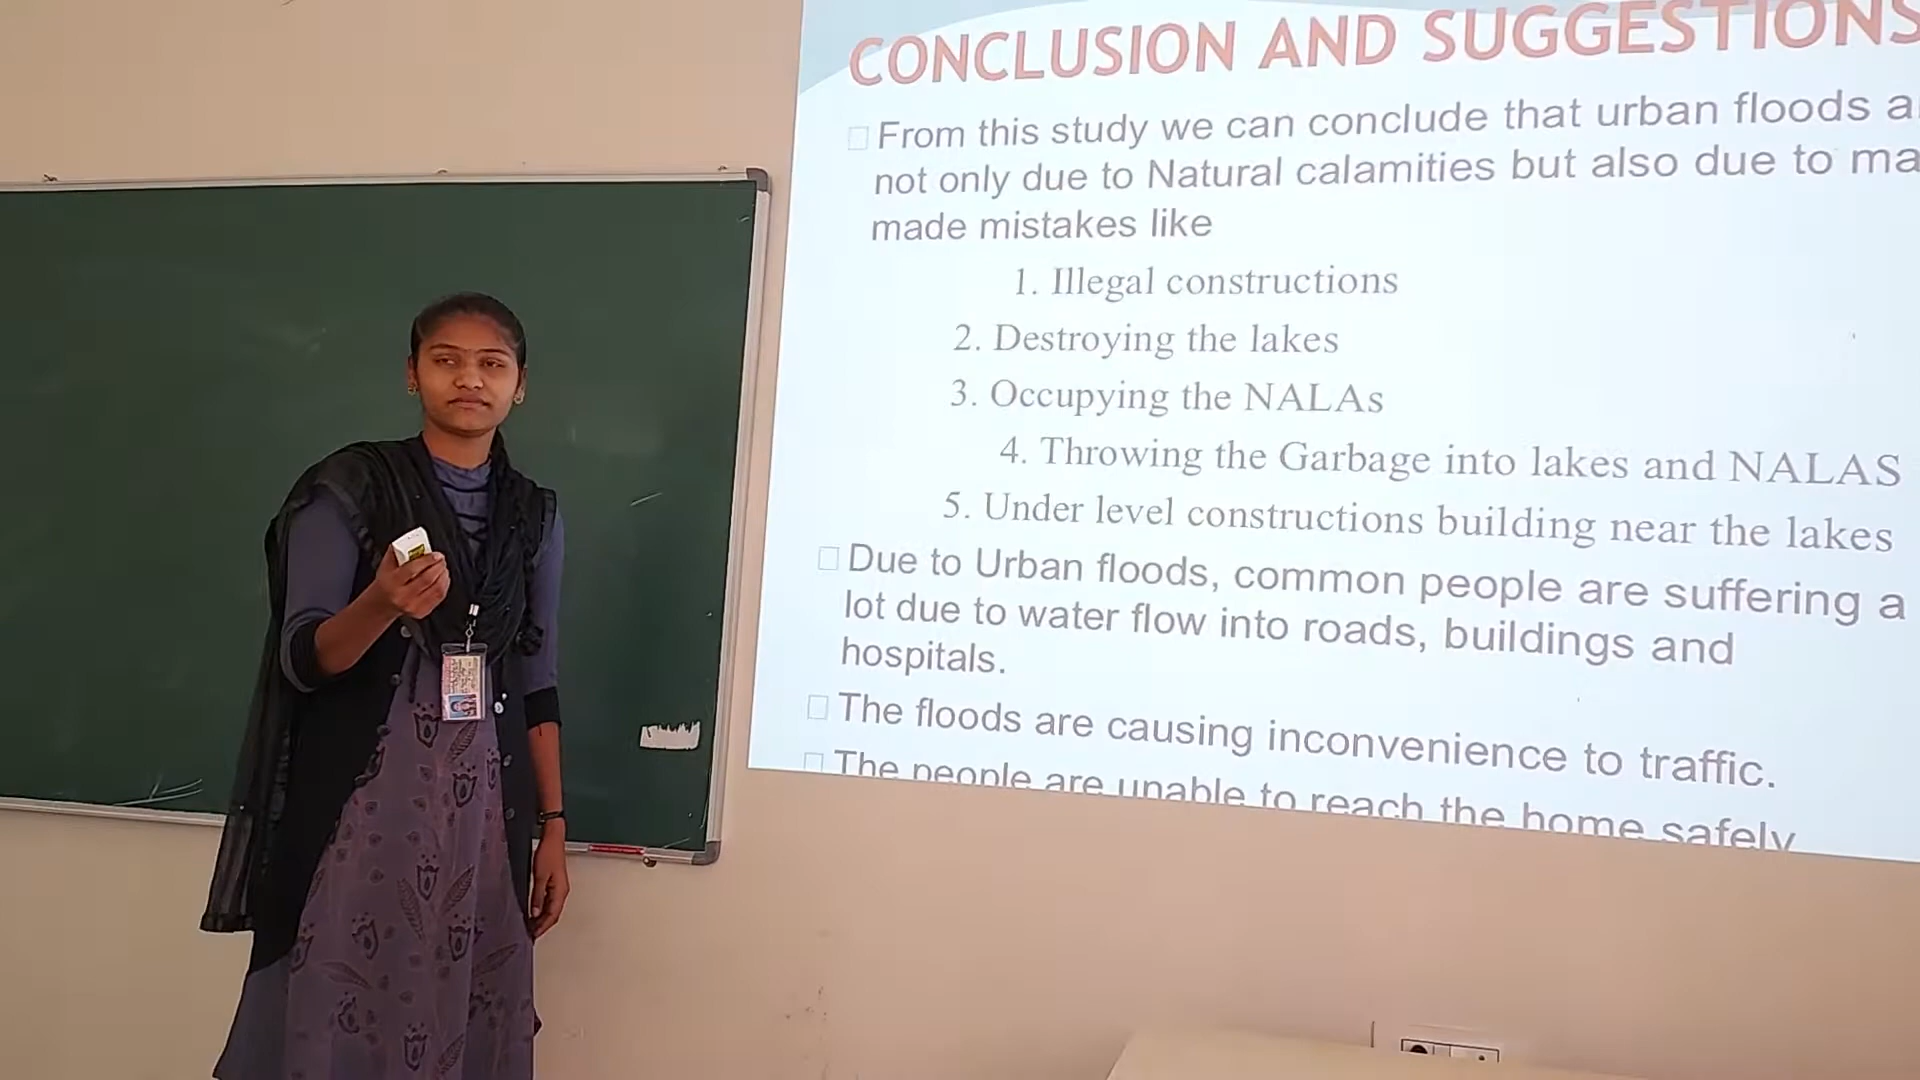 CONCLUSION AND SUGGESTIONS
From this study we can conclude that urban floods a
not only due to Natural calamities but also due to ma
made mistakes like
1. Illegal constructions
2. Destroying the lakes
3. Occupying the NALAs
4. Throwing the Garbage into lakes and NALAS
5. Under level constructions building near the lakes
Due to Urban floods, common people are suffering a
lot due to water flow into roads, buildings and
hospitals.
The floods are causing inconvenience to traffic.
The people are unable to reach the home safely